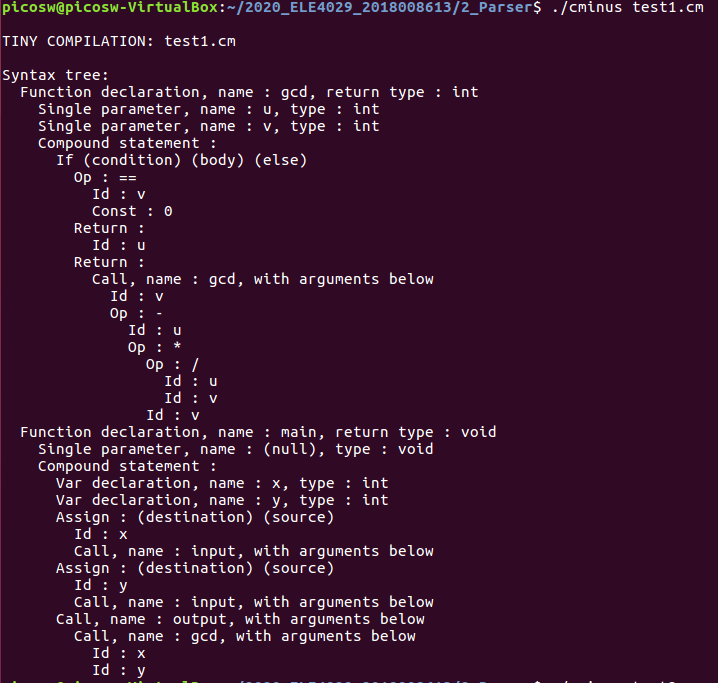 picosw@picosw-VirtualBox:~/2020_ELE4029_2018008613/2_Parser$ ./cminus test1.cm
TINY COMPILATION: test1.cm
Syntax tree:
Function declaration, name : gcd, return type : int
Single parameter, name : u, type : int
Single parameter, name : v, type : int
Compound statement :
If (condition) (body) (else)
Op : ==
Id : v
Const : 0
Return :
Id : u
Return :
Call, name : gcd, with arguments below
Id : v
Op : -
Id : u
Op : *
Op : /
Id : u
Id : v
Id : v
Function declaration, name : main, return type : void
Single parameter, name : (null), type : void
Compound statement :
Var declaration, name : x, type : int
Var declaration, name : y, type : int
Assign : (destination) (source)
Id : x
Call, name : input, with arguments below
Assign : (destination) (source)
Id : y
Call, name : input, with arguments below
Call, name : output, with arguments below
Call, name : gcd, with arguments below
Id : x
Id : y